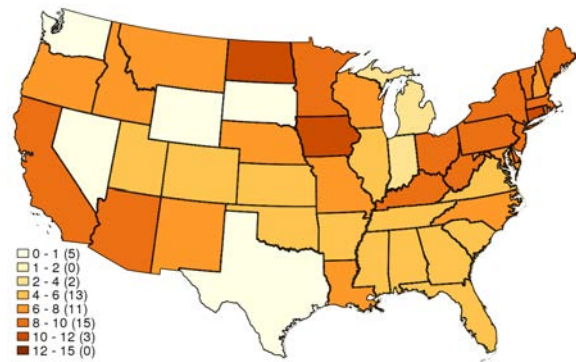 0 - 1 (5)
1 - 2 (0)
2 - 4 (2)
4 - 6 (13)
6 - 8 (11)
8 - 10 (15)
10 - 12 (3)
12 - 15 (0)